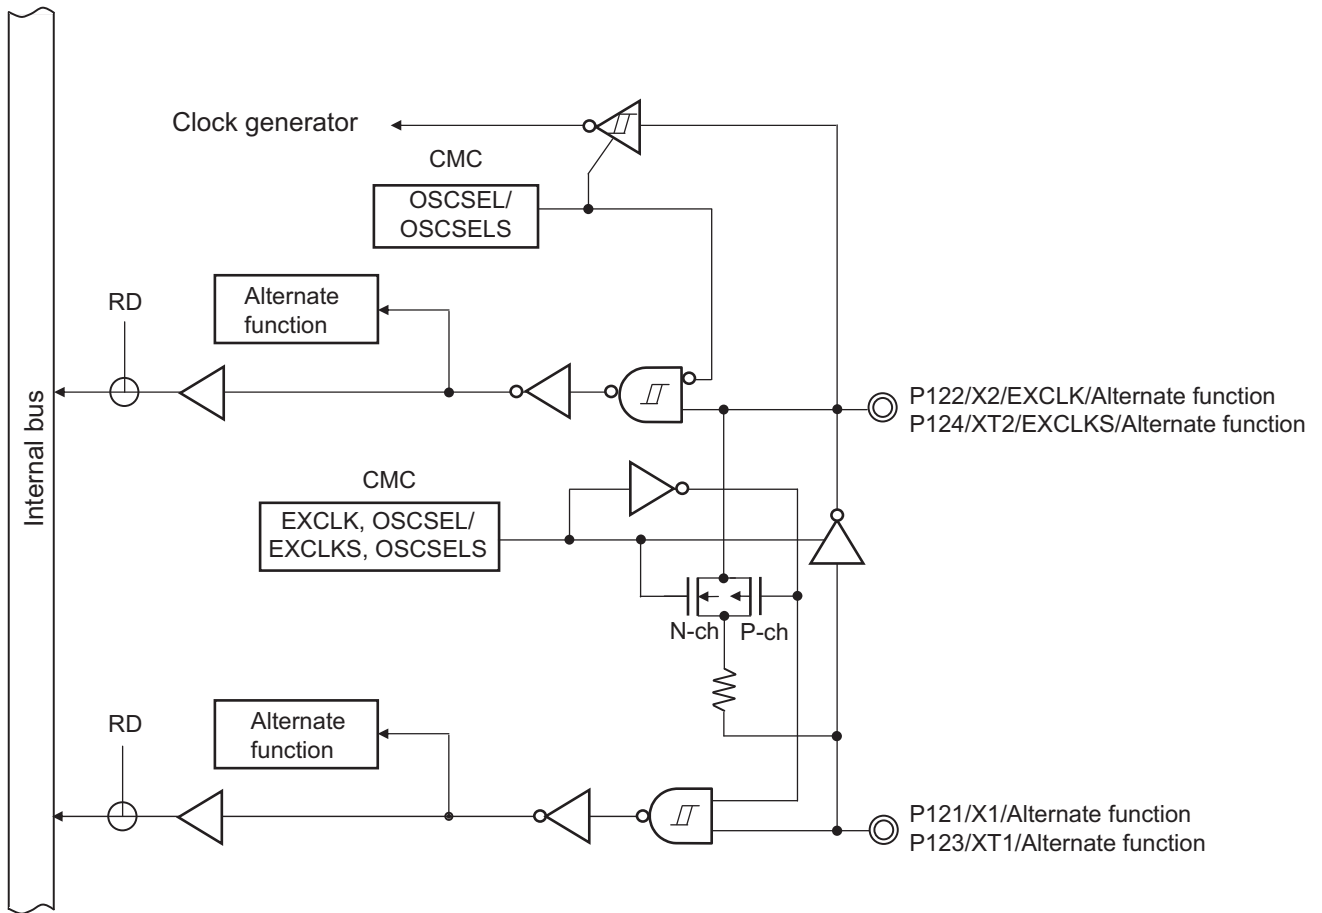 Clock generator
CMC
OSCSEL/
OSCSELS
Alternate
function
RD
Internal bus
P122/X2/EXCLK/Alternate function
P124/XT2/EXCLKS/Alternate function
CMC
EXCLK, OSCSEL/
EXCLKS, OSCSELS
N-ch
P-ch
Alternate
function
RD
P121/X1/Alternate function
P123/XT1/Alternate function